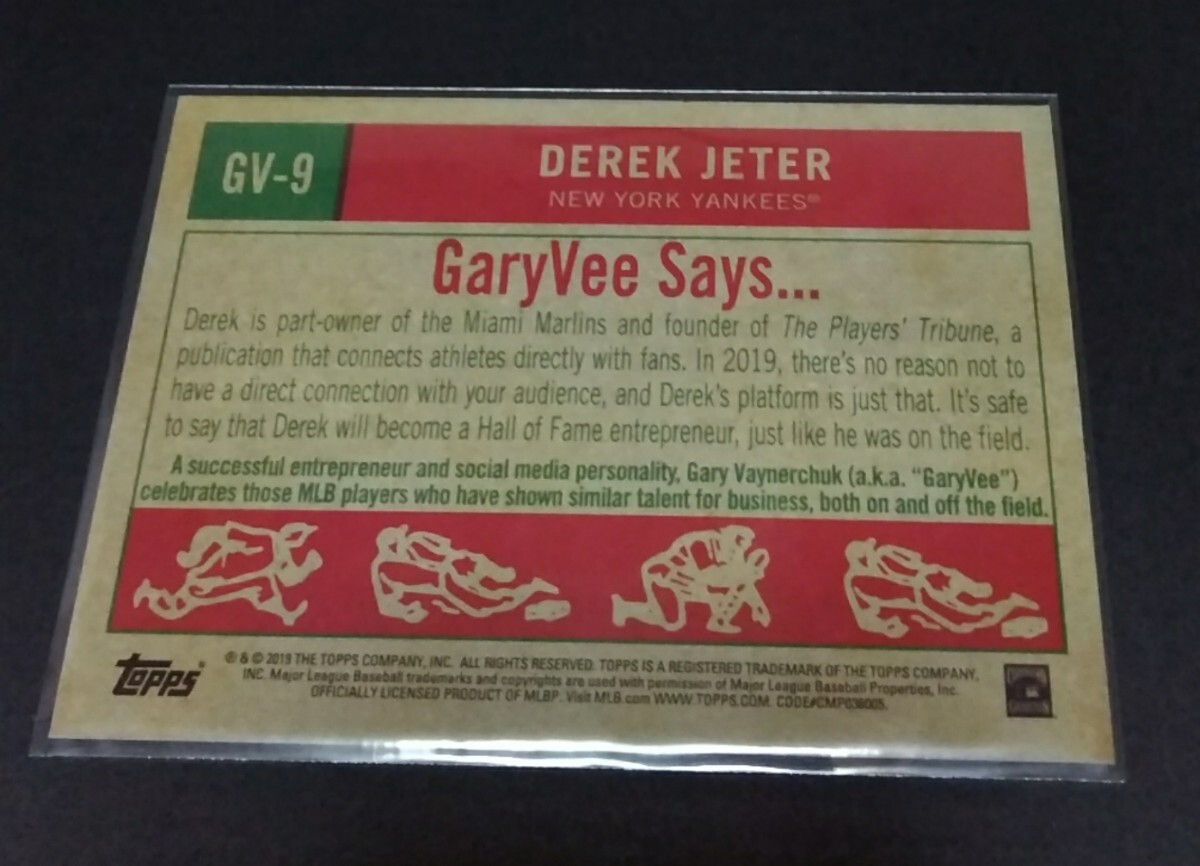 GV-9
DEREK JETER
NEW YORK YANKEES®
GaryVee Says...
Derek is part-owner of the Miami Marlins and founder of The Players' Tribune, a
publication that connects athletes directly with fans. In 2019, there's no reason not to
have a direct connection with your audience, and Derek's platform is just that. It's safe
to say that Derek will become a Hall of Fame entrepreneur, just like he was on the field.
A successful entrepreneur and social media personality, Gary Vaynerchuk (a.k.a. “GaryVee”)
celebrates those MLB players who have shown similar talent for business, both on and off the field.
topps®
® & © 2019 THE TOPPS COMPANY, INC. ALL RIGHTS RESERVED. TOPPS IS A REGISTERED TRADEMARK OF THE TOPPS COMPANY,
INC. Major League Baseball trademarks and copyrights are used with permission of Major League Baseball Properties, Inc.
OFFICIALLY LICENSED PRODUCT OF MLBP. Visit MLB.com WWW.TOPPS.COM. CODE#CMP038005.